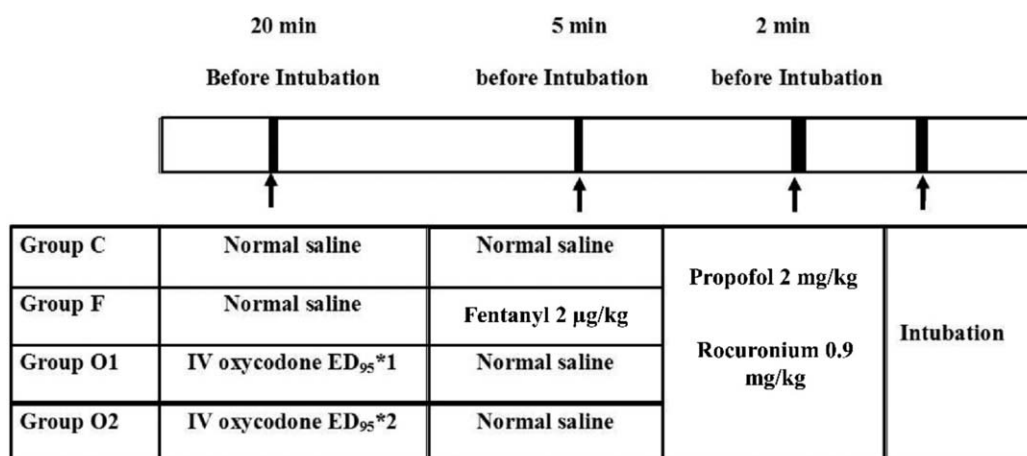 20 min
5 min
2 min
Before Intubation
before Intubation
before Intubation
Group C
Normal saline
Normal saline
Propofol 2 mg/kg
Rocuronium 0.9
mg/kg
Intubation
Group F
Normal saline
Fentanyl 2 µg/kg
Group O1
IV oxycodone ED₉₅*1
Normal saline
Group O2
IV oxycodone ED₉₅*2
Normal saline